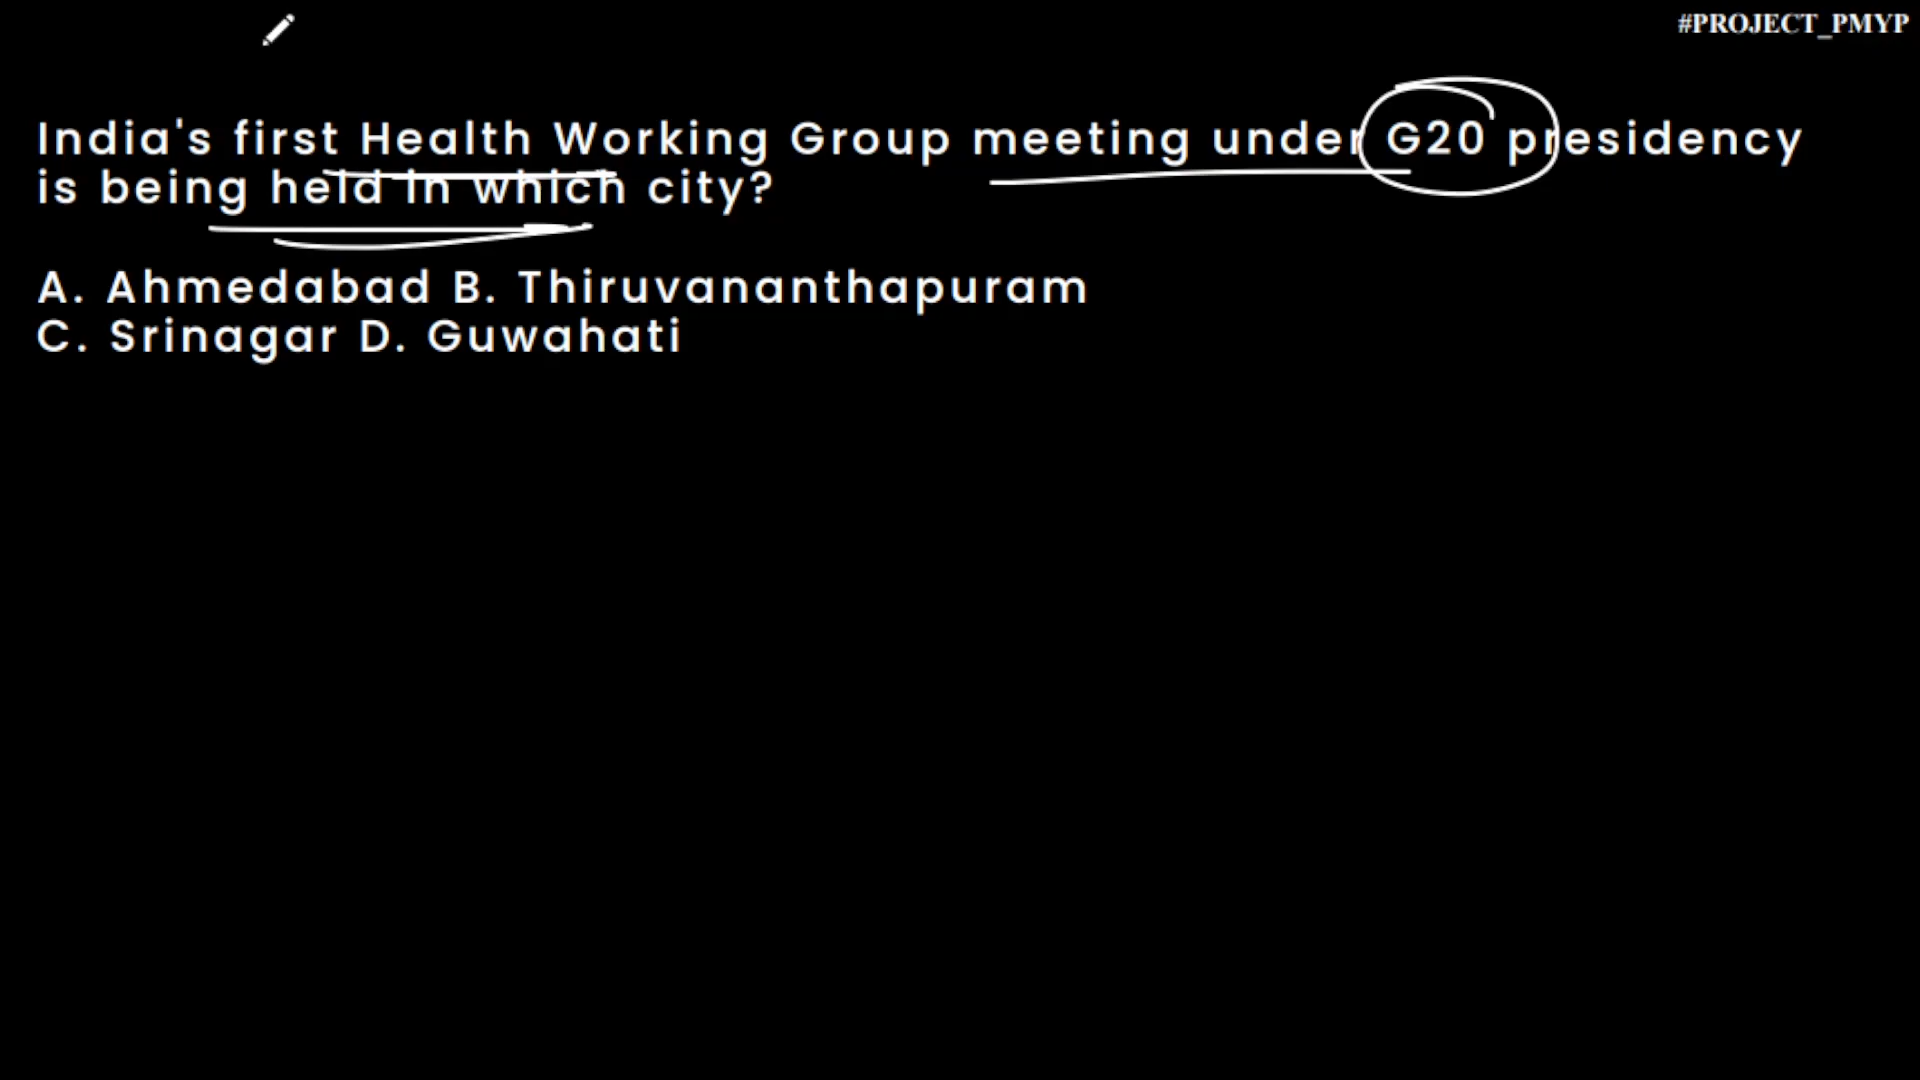 #PROJECT_PMYP
India's first Health Working Group meeting under G20 presidency
is being held in which city?
A. Ahmedabad B. Thiruvananthapuram
C. Srinagar D. Guwahati